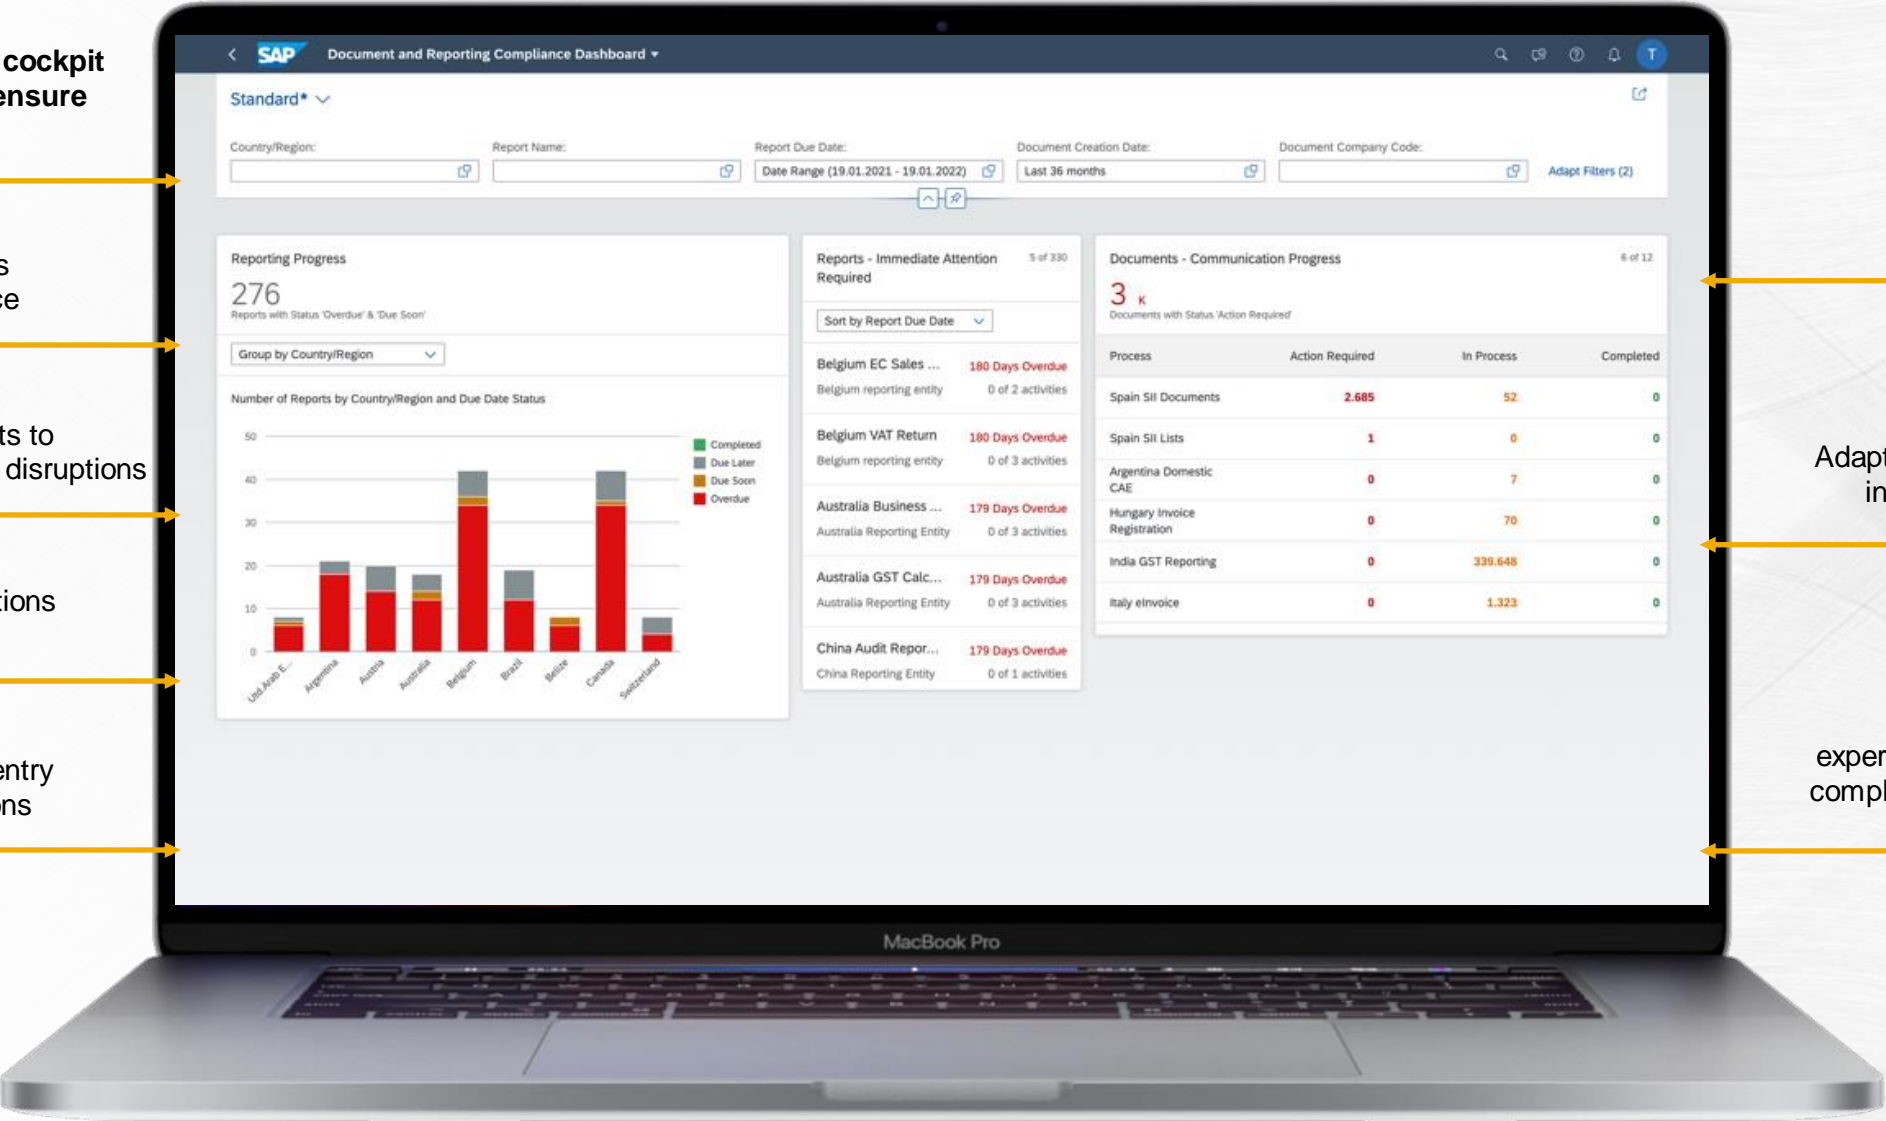 cockpit
ensure
ce
ts to
disruptions
tions
entry
ons
SAP
Document and Reporting Compliance Dashboard
T
Standard*
Country/Region:
Report Name:
Report Due Date:
Document Creation Date:
Document Company Code:
Date Range (19.01.2021 - 19.01.2022)
Last 36 months
Adapt Filters (2)
Reporting Progress
276
Reports with Status 'Overdue' & 'Due Soon'
Group by Country/Region
Number of Reports by Country/Region and Due Date Status
50
40
30
20
10
0
Completed
Due Later
Due Soon
Overdue
Utd.Arab E...
Argentina
Austria
Australia
Belgium
Brazil
Belize
Canada
Switzerland
Reports - Immediate Attention
Required
5 of 330
Sort by Report Due Date
Belgium EC Sales ... 180 Days Overdue
Belgium reporting entity 0 of 2 activities
Belgium VAT Return 180 Days Overdue
Belgium reporting entity 0 of 3 activities
Australia Business ... 179 Days Overdue
Australia Reporting Entity 0 of 3 activities
Australia GST Calc... 179 Days Overdue
Australia Reporting Entity 0 of 3 activities
China Audit Repor... 179 Days Overdue
China Reporting Entity 0 of 1 activities
Documents - Communication Progress
6 of 12
3 K
Documents with Status 'Action Required'
Process Action Required In Process Completed
Spain SII Documents 2.685 52 0
Spain SII Lists 1 0 0
Argentina Domestic
CAE 0 7 0
Hungary Invoice
Registration 0 70 0
India GST Reporting 0 339.648 0
Italy eInvoice 0 1.323 0
Adapt
in
exper
compl
MacBook Pro